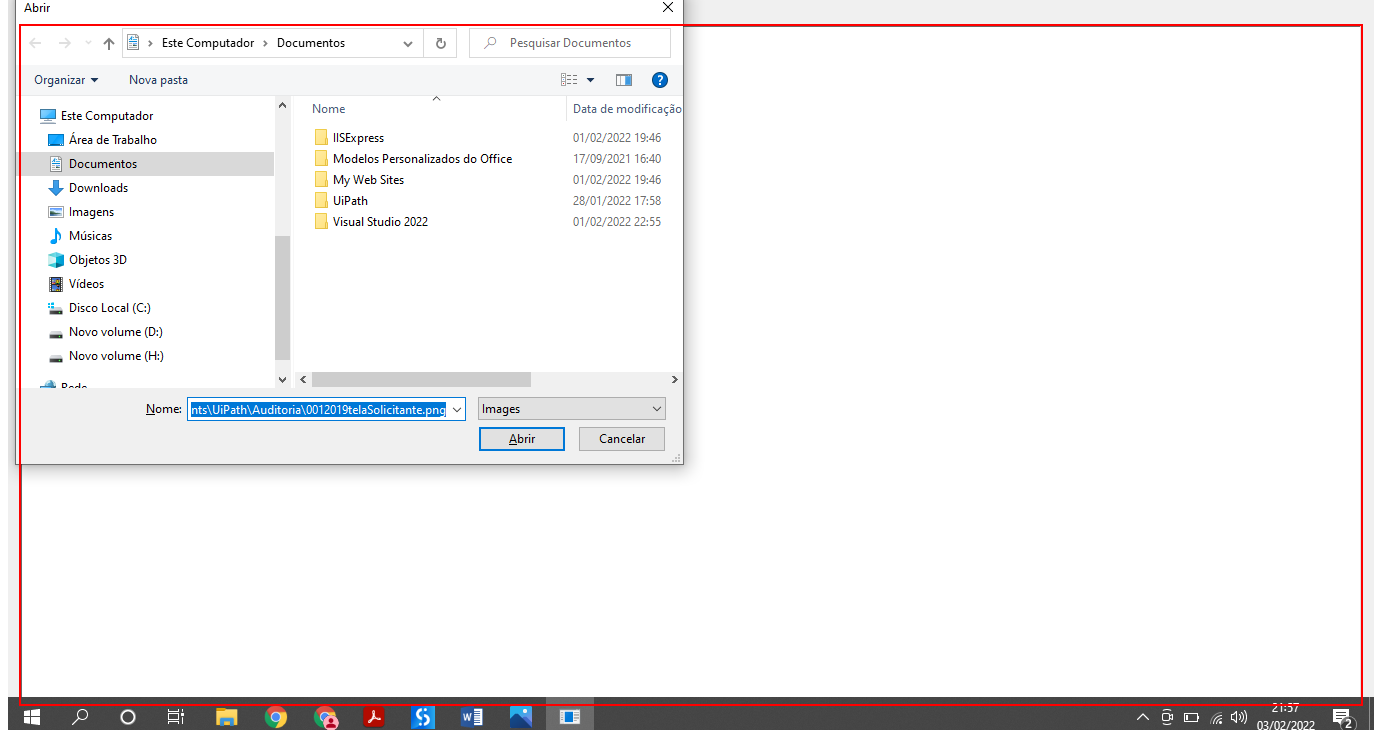 Abrir
Este Computador > Documentos
Pesquisar Documentos
Organizar
Nova pasta
Este Computador
Área de Trabalho
Documentos
Downloads
Imagens
Músicas
Objetos 3D
Vídeos
Disco Local (C:)
Novo volume (D:)
Novo volume (H:)
Rede
Nome
Data de modificação
IISExpress 01/02/2022 19:46
Modelos Personalizados do Office 17/09/2021 16:40
My Web Sites 01/02/2022 19:46
UiPath 28/01/2022 17:58
Visual Studio 2022 01/02/2022 22:55
Nome: nts\UiPath\Auditoria\0012019telaSolicitante.png
Images
Abrir
Cancelar
21:57
03/02/2022
2